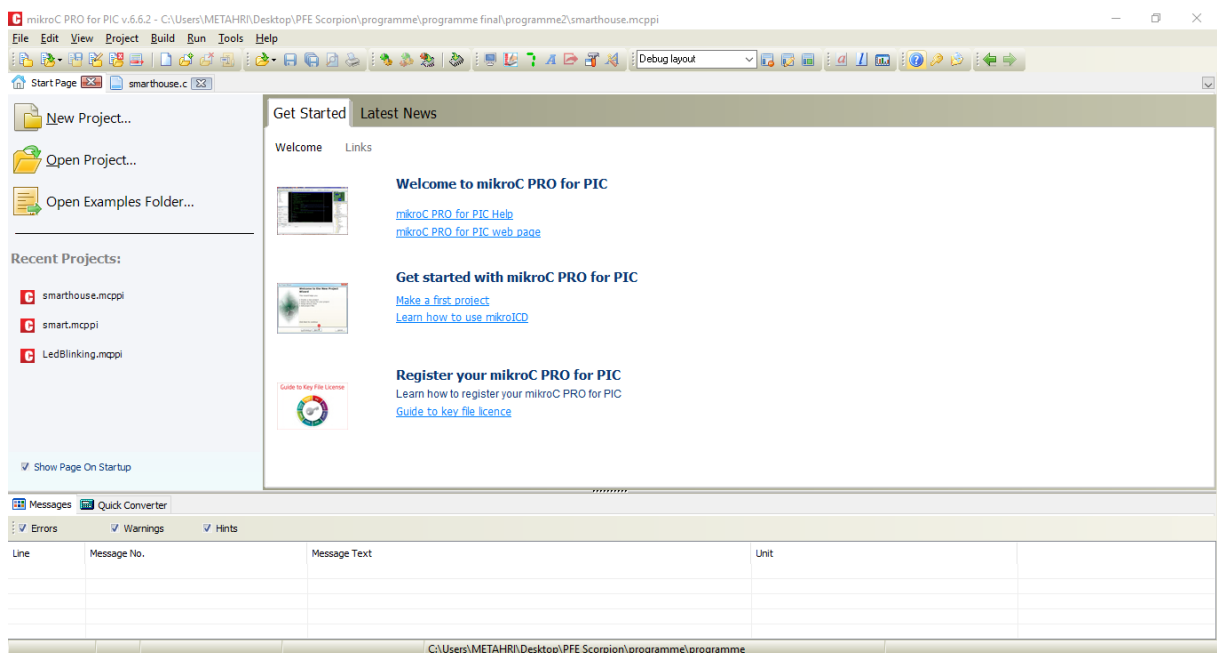 mikroC PRO for PIC v.6.6.2 - C:\Users\METAHRI\Desktop\PFE Scorpion\programme\programme final\programme2\smarthouse.mcppi
File Edit View Project Build Run Tools Help
Debug layout
Start Page smarthouse.c
New Project...
Open Project...
Open Examples Folder...
Recent Projects:
smarthouse.mcppi
smart.mcppi
LedBlinking.mcppi
Show Page On Startup
Get Started Latest News
Welcome Links
Welcome to mikroC PRO for PIC
mikroC PRO for PIC Help
mikroC PRO for PIC web page
Get started with mikroC PRO for PIC
Make a first project
Learn how to use mikroICD
Guide to Key File License
Register your mikroC PRO for PIC
Learn how to register your mikroC PRO for PIC
Guide to key file licence
Messages Quick Converter
Errors Warnings Hints
Line Message No. Message Text Unit
C:\Users\METAHRI\Desktop\PFE Scorpion\programme\programme